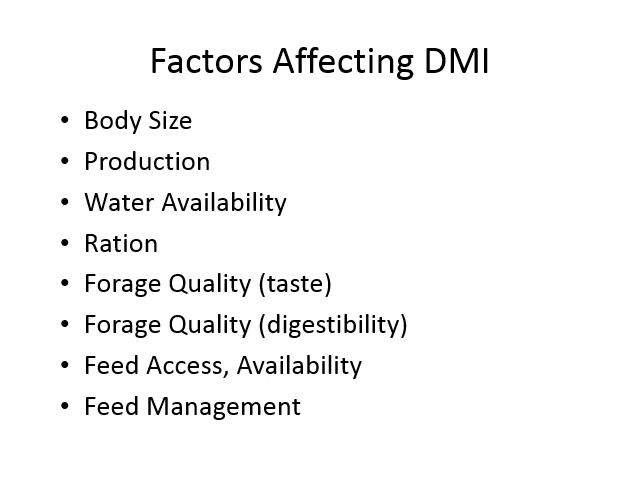 Factors Affecting DMI
• Body Size
• Production
• Water Availability
• Ration
• Forage Quality (taste)
• Forage Quality (digestibility)
• Feed Access, Availability
• Feed Management